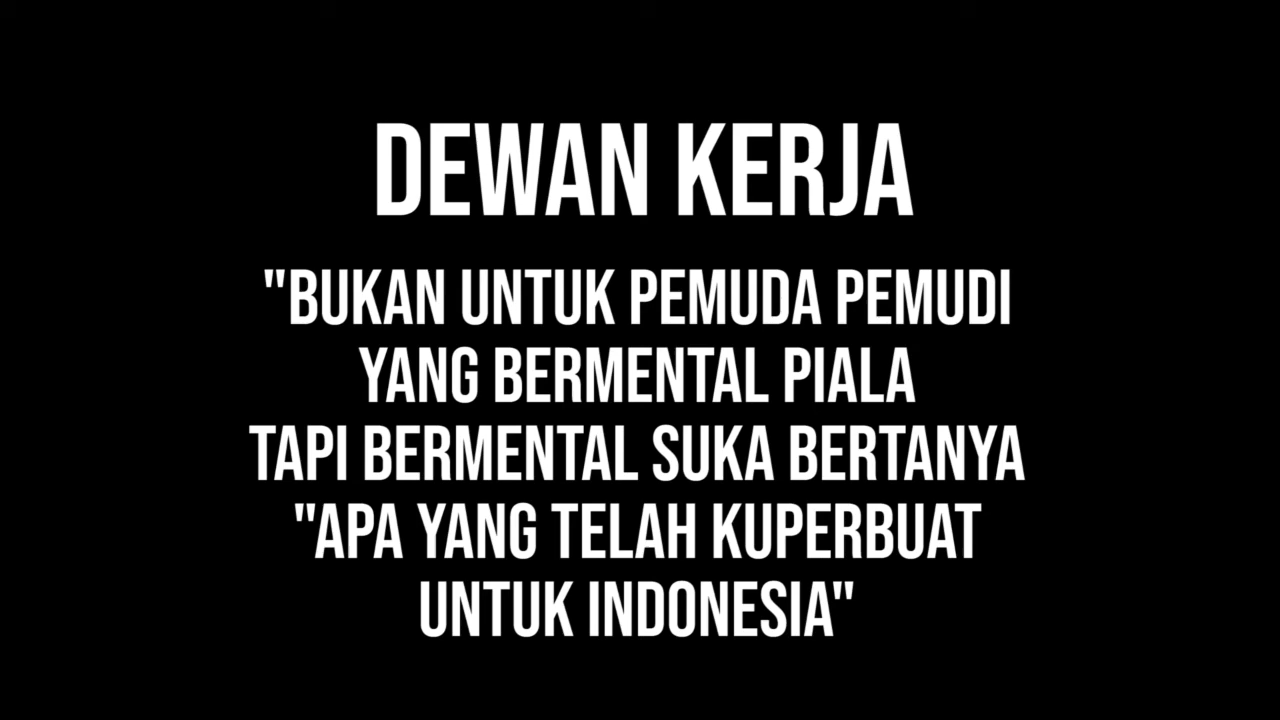 DEWAN KERJA
"BUKAN UNTUK PEMUDA PEMUDI
YANG BERMENTAL PIALA
TAPI BERMENTAL SUKA BERTANYA
"APA YANG TELAH KUPERBUAT
UNTUK INDONESIA"